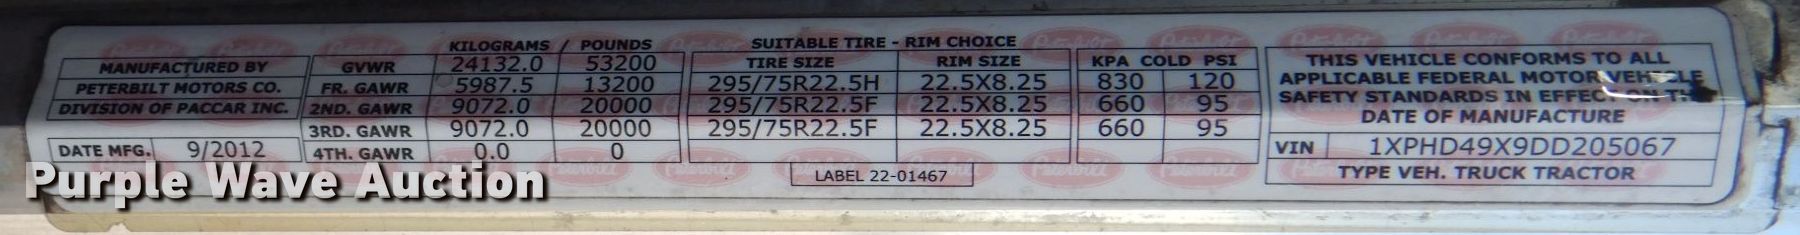 KILOGRAMS / POUNDS SUITABLE TIRE - RIM CHOICE
MANUFACTURED BY GVWR 24132.0 53200 TIRE SIZE RIM SIZE KPA COLD PSI THIS VEHICLE CONFORMS TO ALL
PETERBILT MOTORS CO. FR. GAWR 5987.5 13200 295/75R22.5H 22.5X8.25 830 120 APPLICABLE FEDERAL MOTOR VEHICLE
DIVISION OF PACCAR INC. 2ND. GAWR 9072.0 20000 295/75R22.5F 22.5X8.25 660 95 SAFETY STANDARDS IN EFFECT ON THE
3RD. GAWR 9072.0 20000 295/75R22.5F 22.5X8.25 660 95 DATE OF MANUFACTURE
DATE MFG. 9/2012 4TH. GAWR 0.0 0 VIN 1XPHD49X9DD205067
LABEL 22-01467 TYPE VEH. TRUCK TRACTOR
Purple Wave Auction